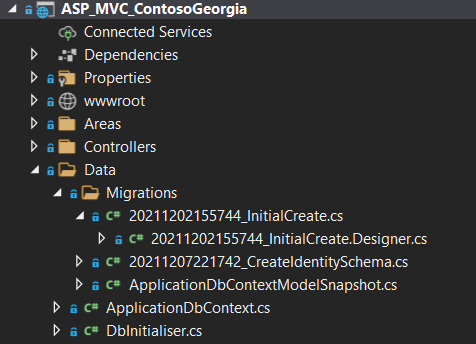 ASP_MVC_ContosoGeorgia
Connected Services
Dependencies
Properties
wwwroot
Areas
Controllers
Data
Migrations
C# 20211202155744_InitialCreate.cs
C# 20211202155744_InitialCreate.Designer.cs
C# 20211207221742_CreateIdentitySchema.cs
C# ApplicationDbContextModelSnapshot.cs
C# ApplicationDbContext.cs
C# DbInitialiser.cs